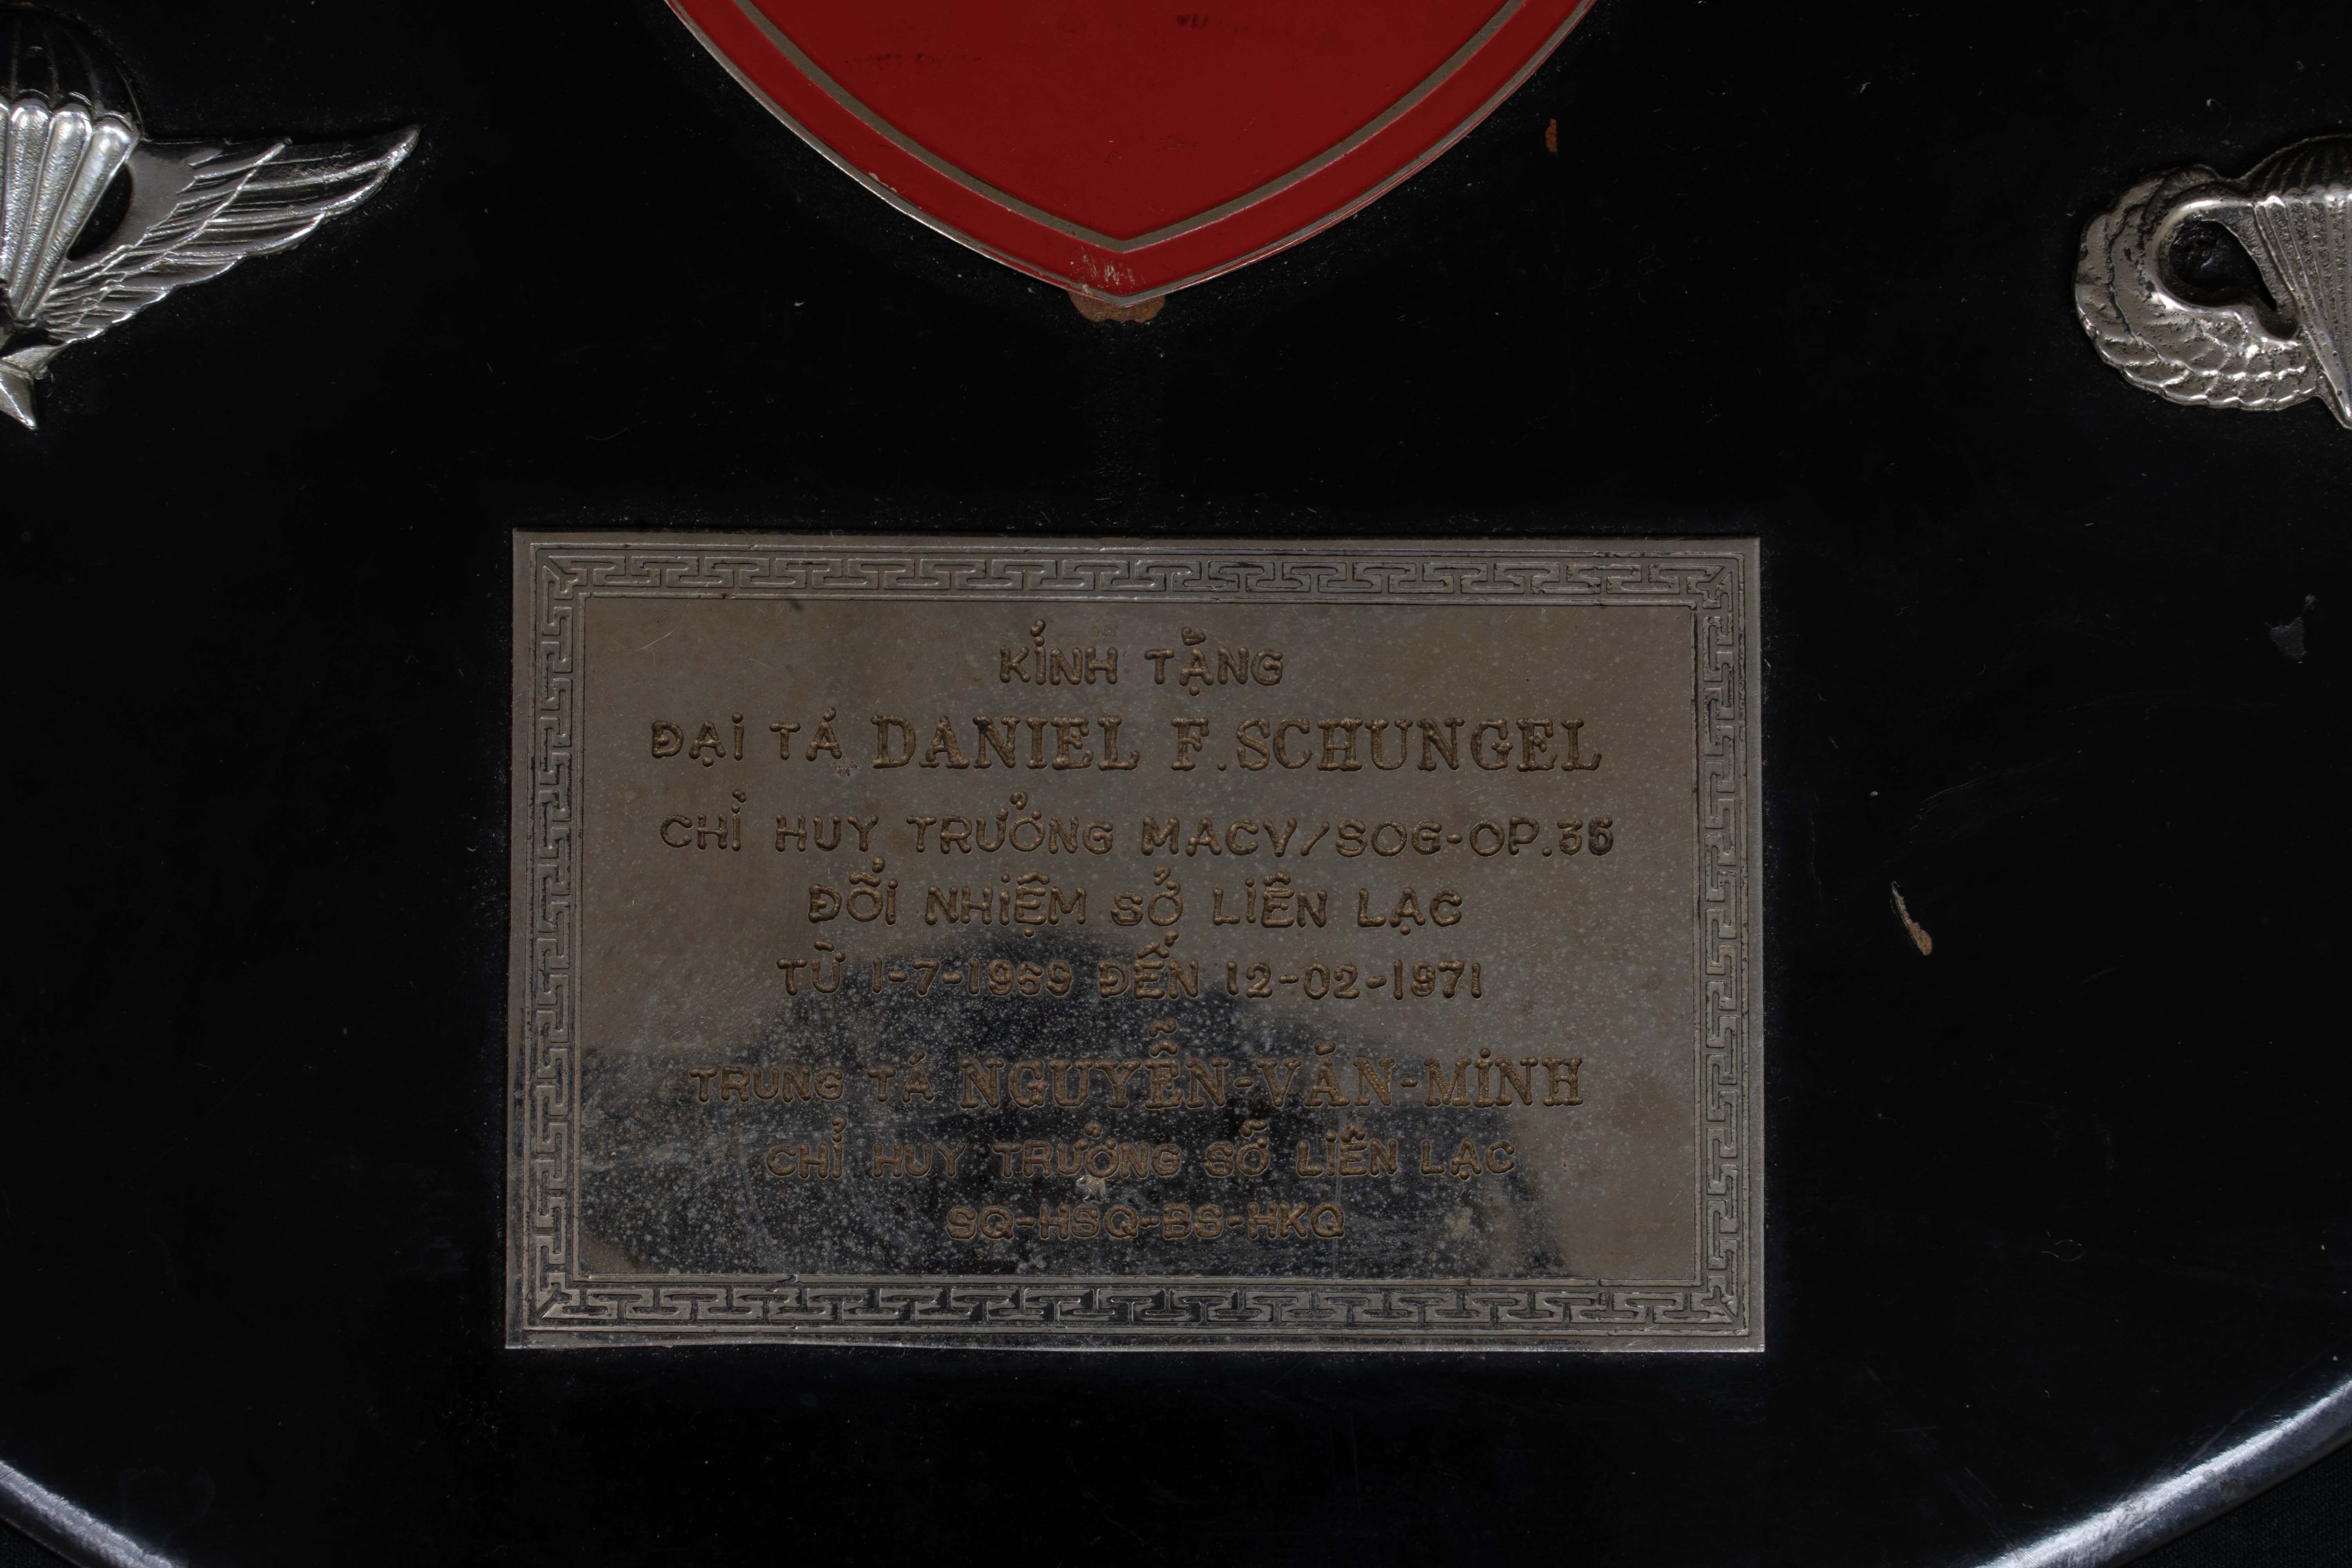 KÍNH TẶNG
ĐẠI TÁ DANIEL F.SCHUNGEL
CHỈ HUY TRƯỞNG MACV/SOG-OP.35
ĐỐI NHIỆM SỞ LIÊN LẠC
TỪ 1-7-1969 ĐẾN 12-02-1971
TRUNG TÁ NGUYỄN-VĂN-MINH
CHỈ HUY TRƯỞNG SỞ LIÊN LẠC
SQ-HSQ-BS-HKQ